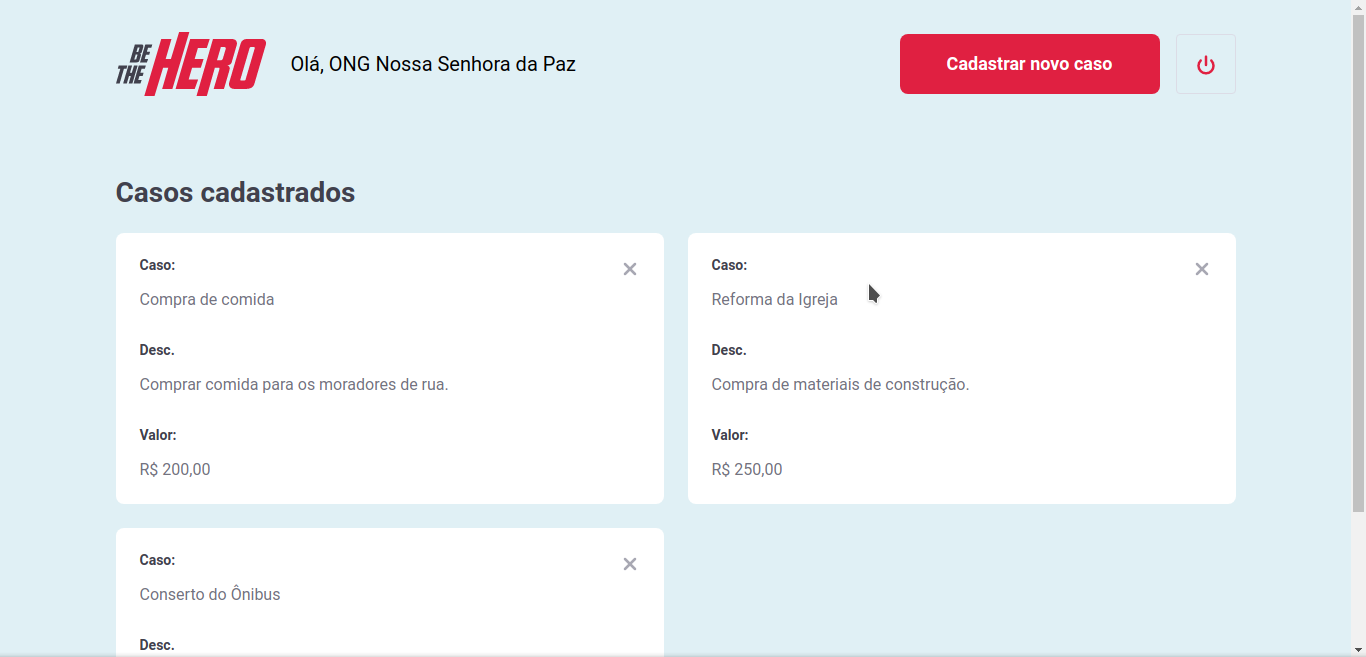 BE THE HERO
Olá, ONG Nossa Senhora da Paz
Cadastrar novo caso
Casos cadastrados
Caso:
Compra de comida
Desc.
Comprar comida para os moradores de rua.
Valor:
R$ 200,00
Caso:
Reforma da Igreja
Desc.
Compra de materiais de construção.
Valor:
R$ 250,00
Caso:
Conserto do Ônibus
Desc.